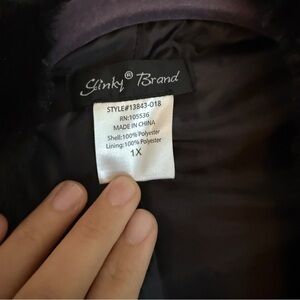 Slinky® Brand
STYLE#13843-018
RN:105536
MADE IN CHINA
Shell:100% Polyester
Lining:100% Polyester
1X